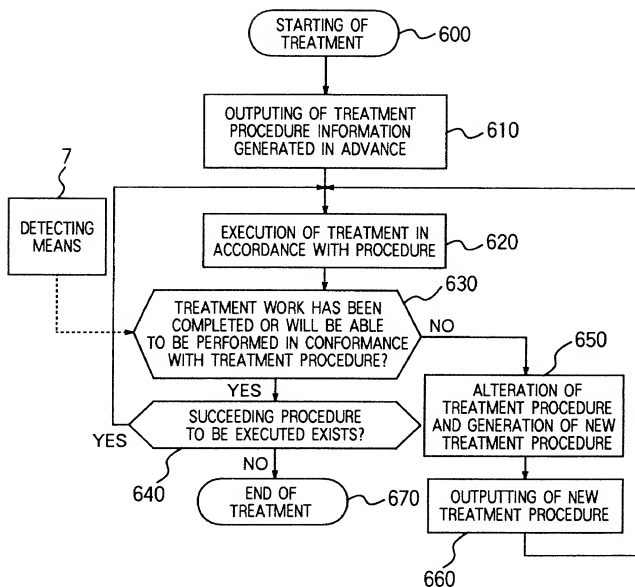 STARTING OF
TREATMENT
600
OUTPUTING OF TREATMENT
PROCEDURE INFORMATION
GENERATED IN ADVANCE
610
7
DETECTING
MEANS
EXECUTION OF TREATMENT IN
ACCORDANCE WITH PROCEDURE
620
630
TREATMENT WORK HAS BEEN
COMPLETED OR WILL BE ABLE
TO BE PERFORMED IN CONFORMANCE
WITH TREATMENT PROCEDURE?
NO
650
YES
ALTERATION OF
TREATMENT PROCEDURE
AND GENERATION OF NEW
TREATMENT PROCEDURE
YES
SUCCEEDING PROCEDURE
TO BE EXECUTED EXISTS?
640
NO
END OF
TREATMENT
670
OUTPUTTING OF NEW
TREATMENT PROCEDURE
660